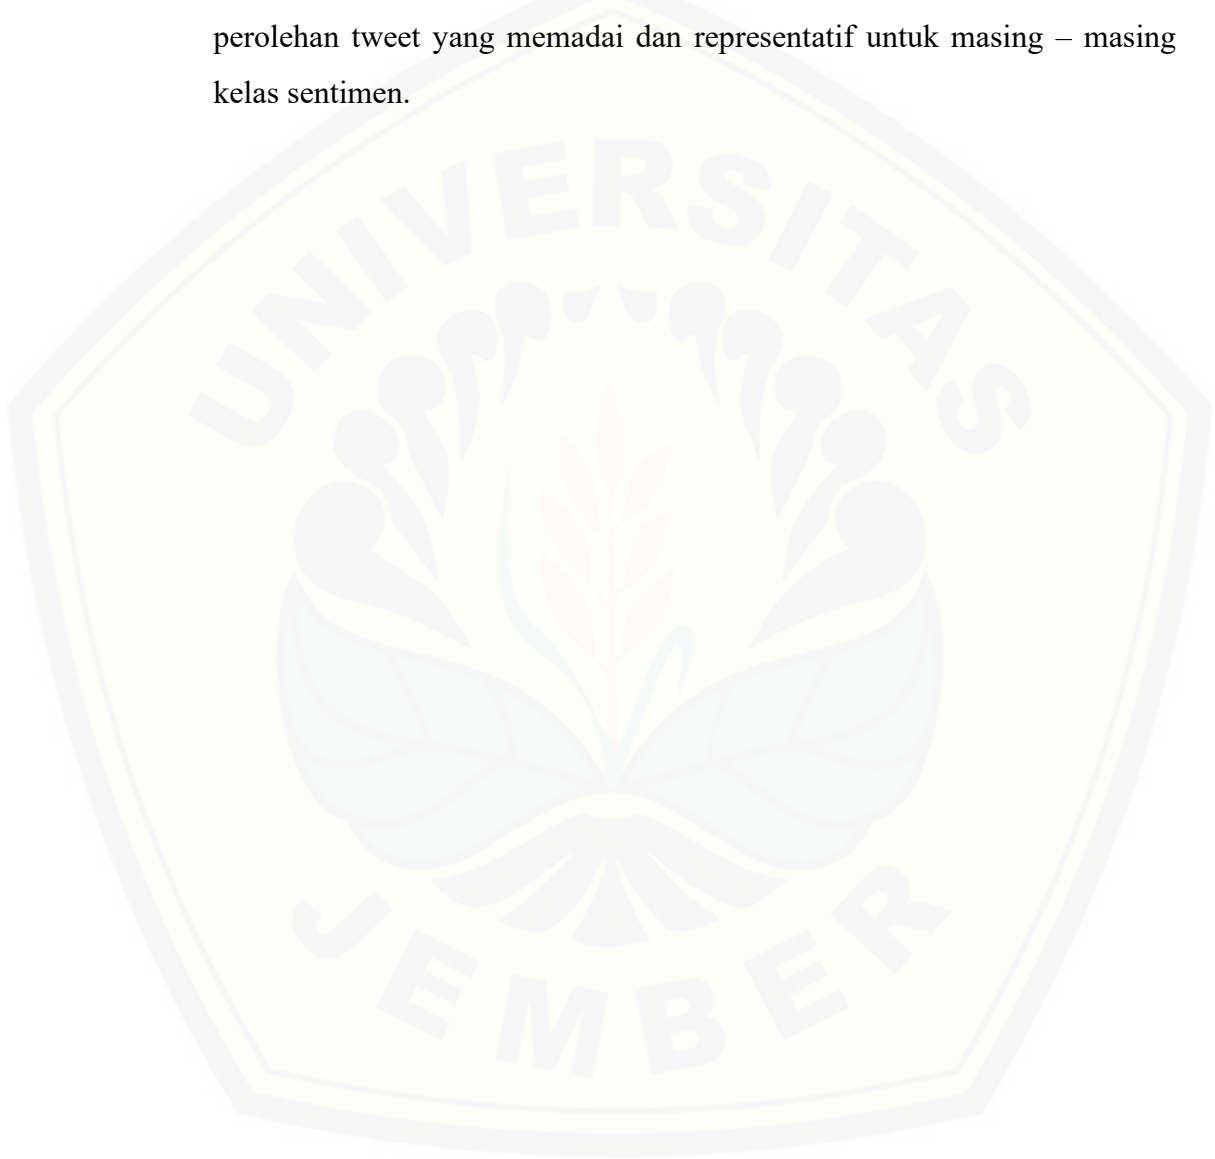 perolehan tweet yang memadai dan representatif untuk masing – masing
kelas sentimen.
UNIVERSITAS
JEMBER